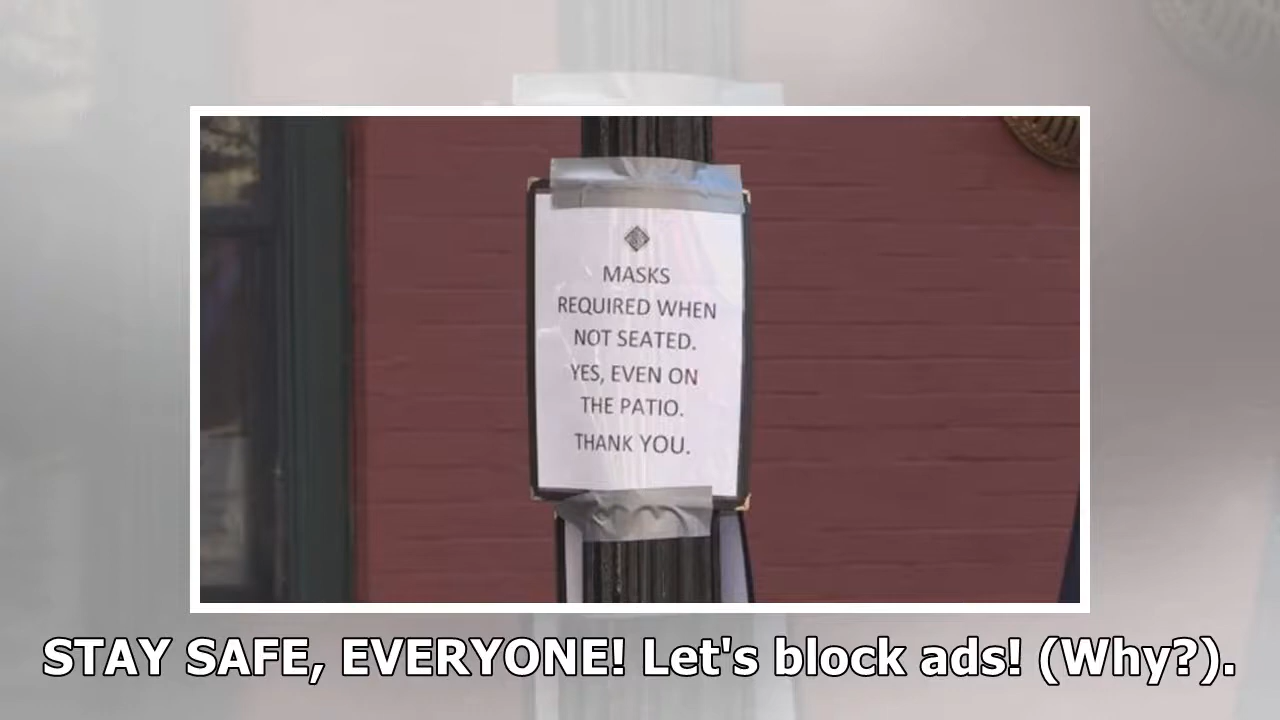 MASKS
REQUIRED WHEN
NOT SEATED.
YES, EVEN ON
THE PATIO.
THANK YOU.
STAY SAFE, EVERYONE! Let's block ads! (Why?).